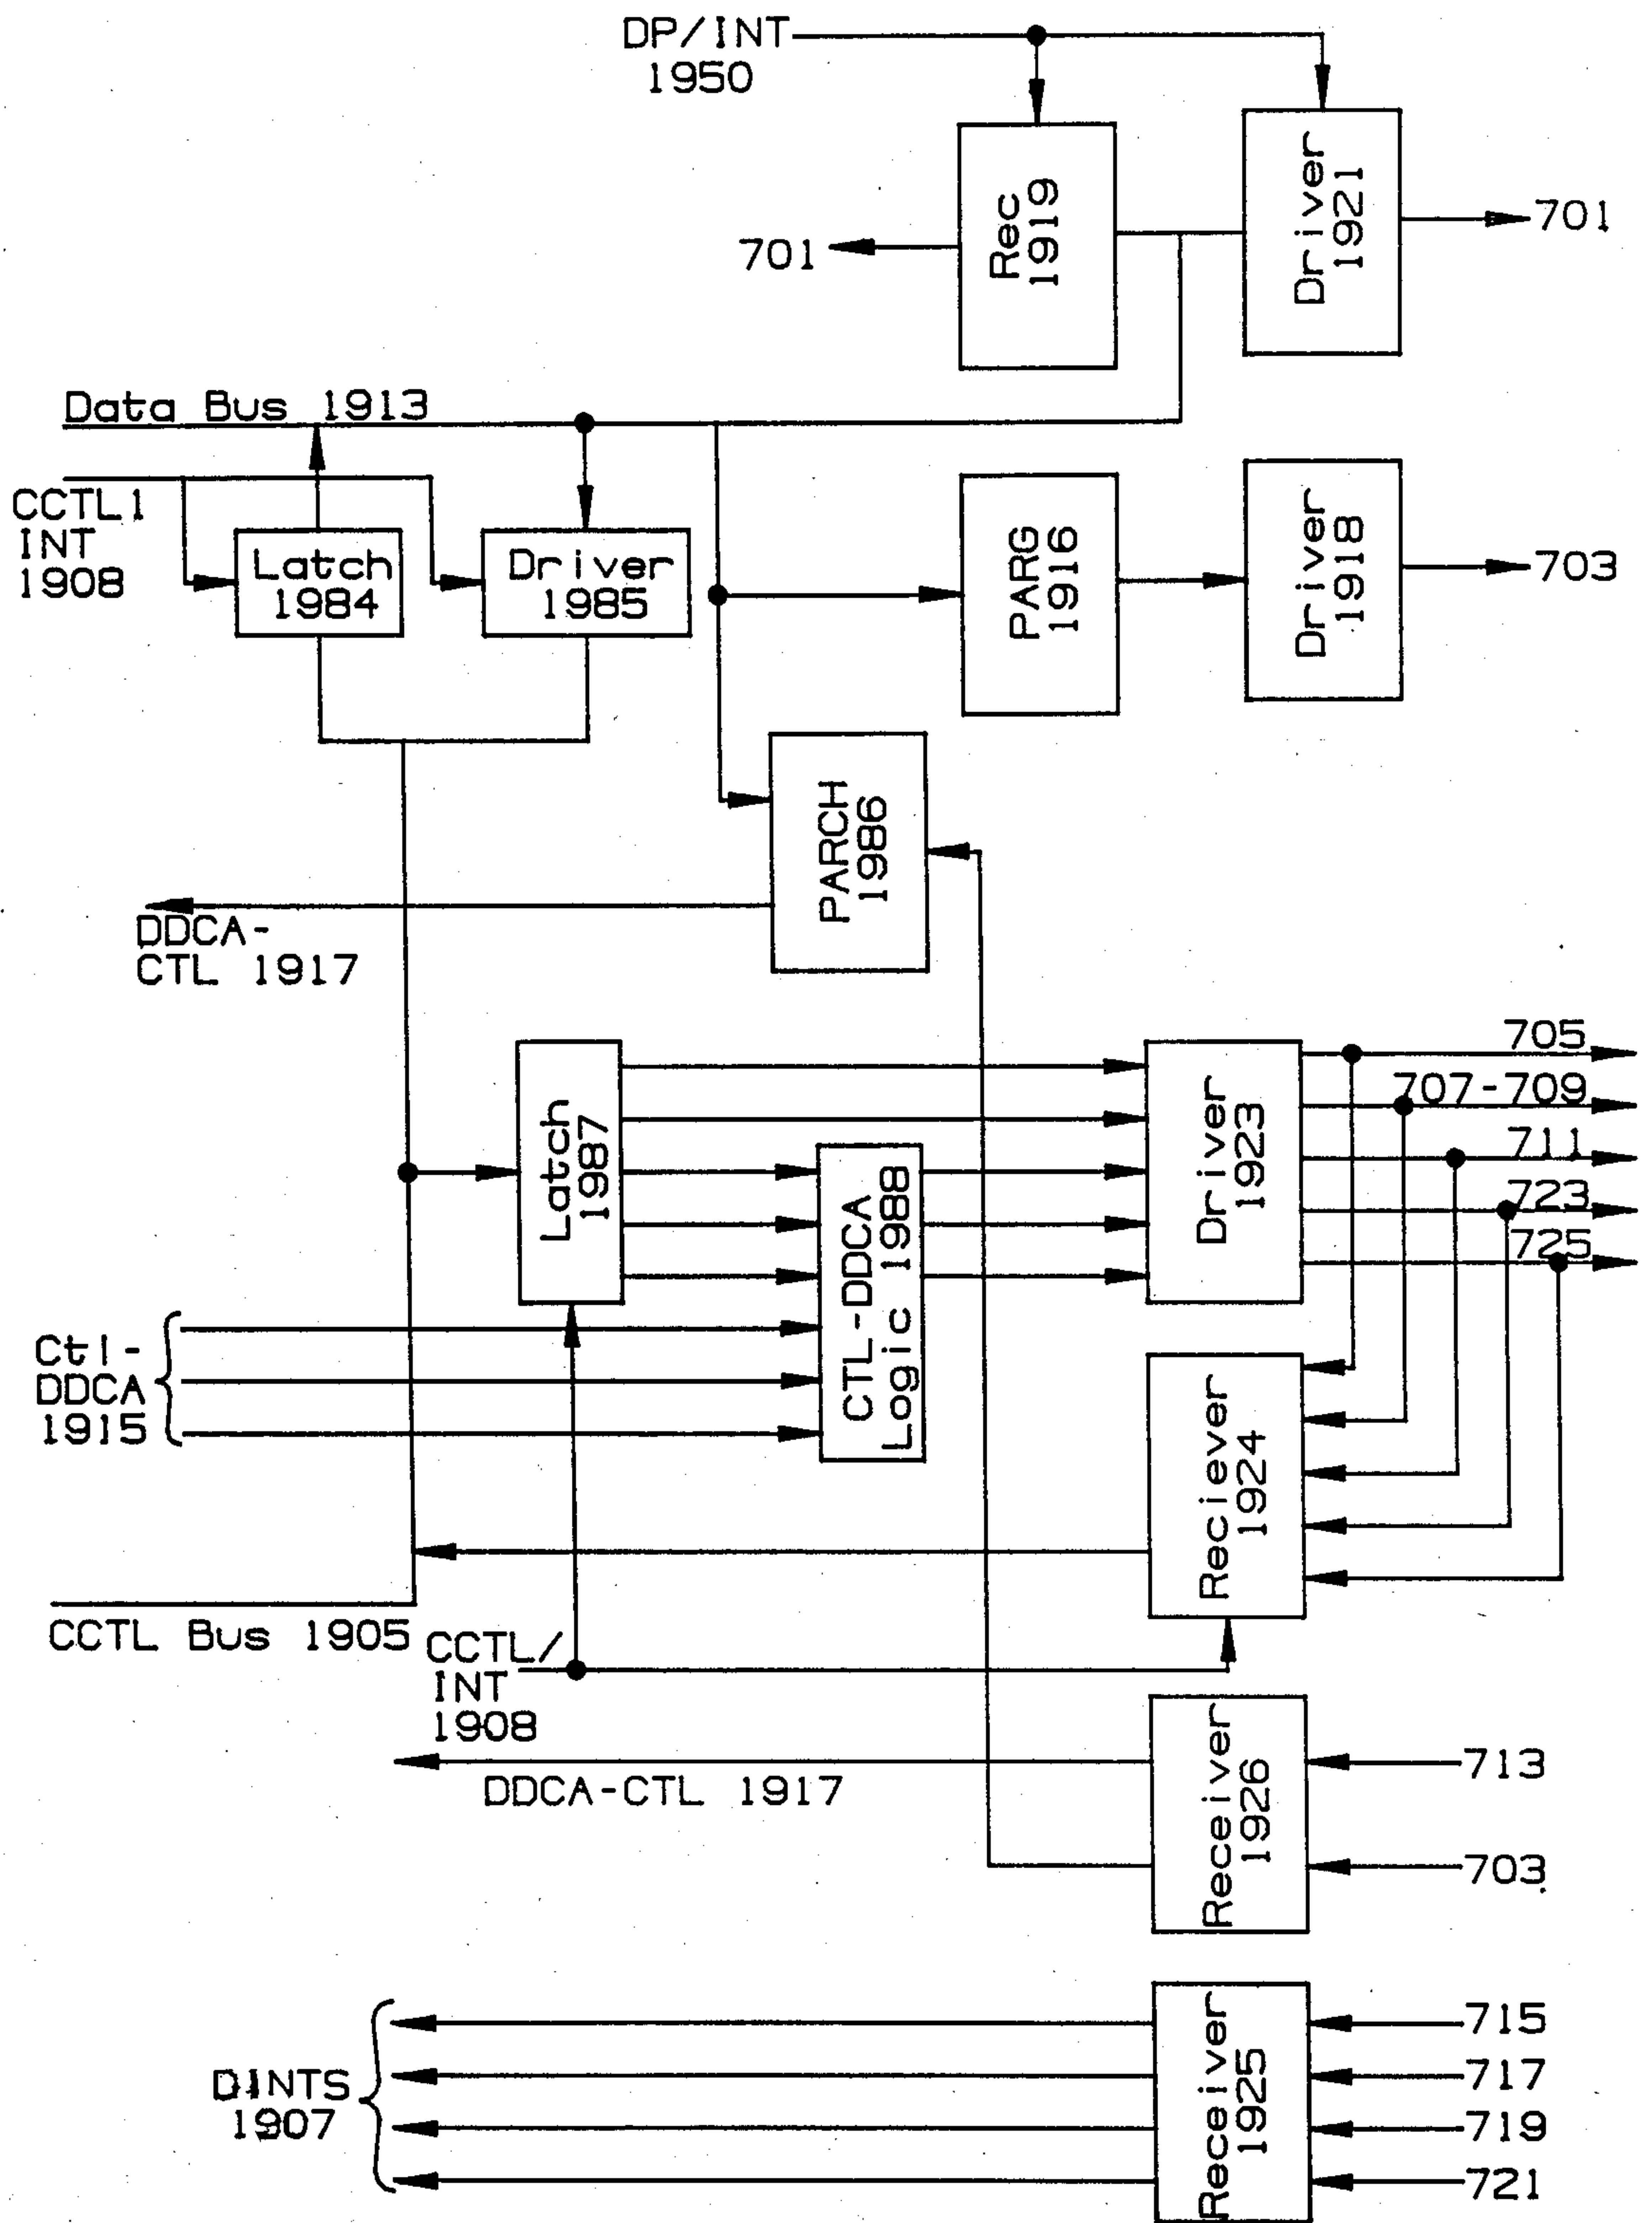 DP/INT
1950
Rec
1919
Driver
1921
701
701
Data Bus 1913
CCTL1
INT
1908
Latch
1984
Driver
1985
PARG
1916
Driver
1918
703
PARCH
1986
DDCA-
CTL 1917
Latch
1987
CTL-DDCA
Logic 1988
Driver
1923
705
707-709
711
723
725
Ctl-
DDCA
1915
Reciever
1924
CCTL Bus 1905
CCTL/
INT
1908
DDCA-CTL 1917
Receiver
1926
713
703
DINTS
1907
Receiver
1925
715
717
719
721